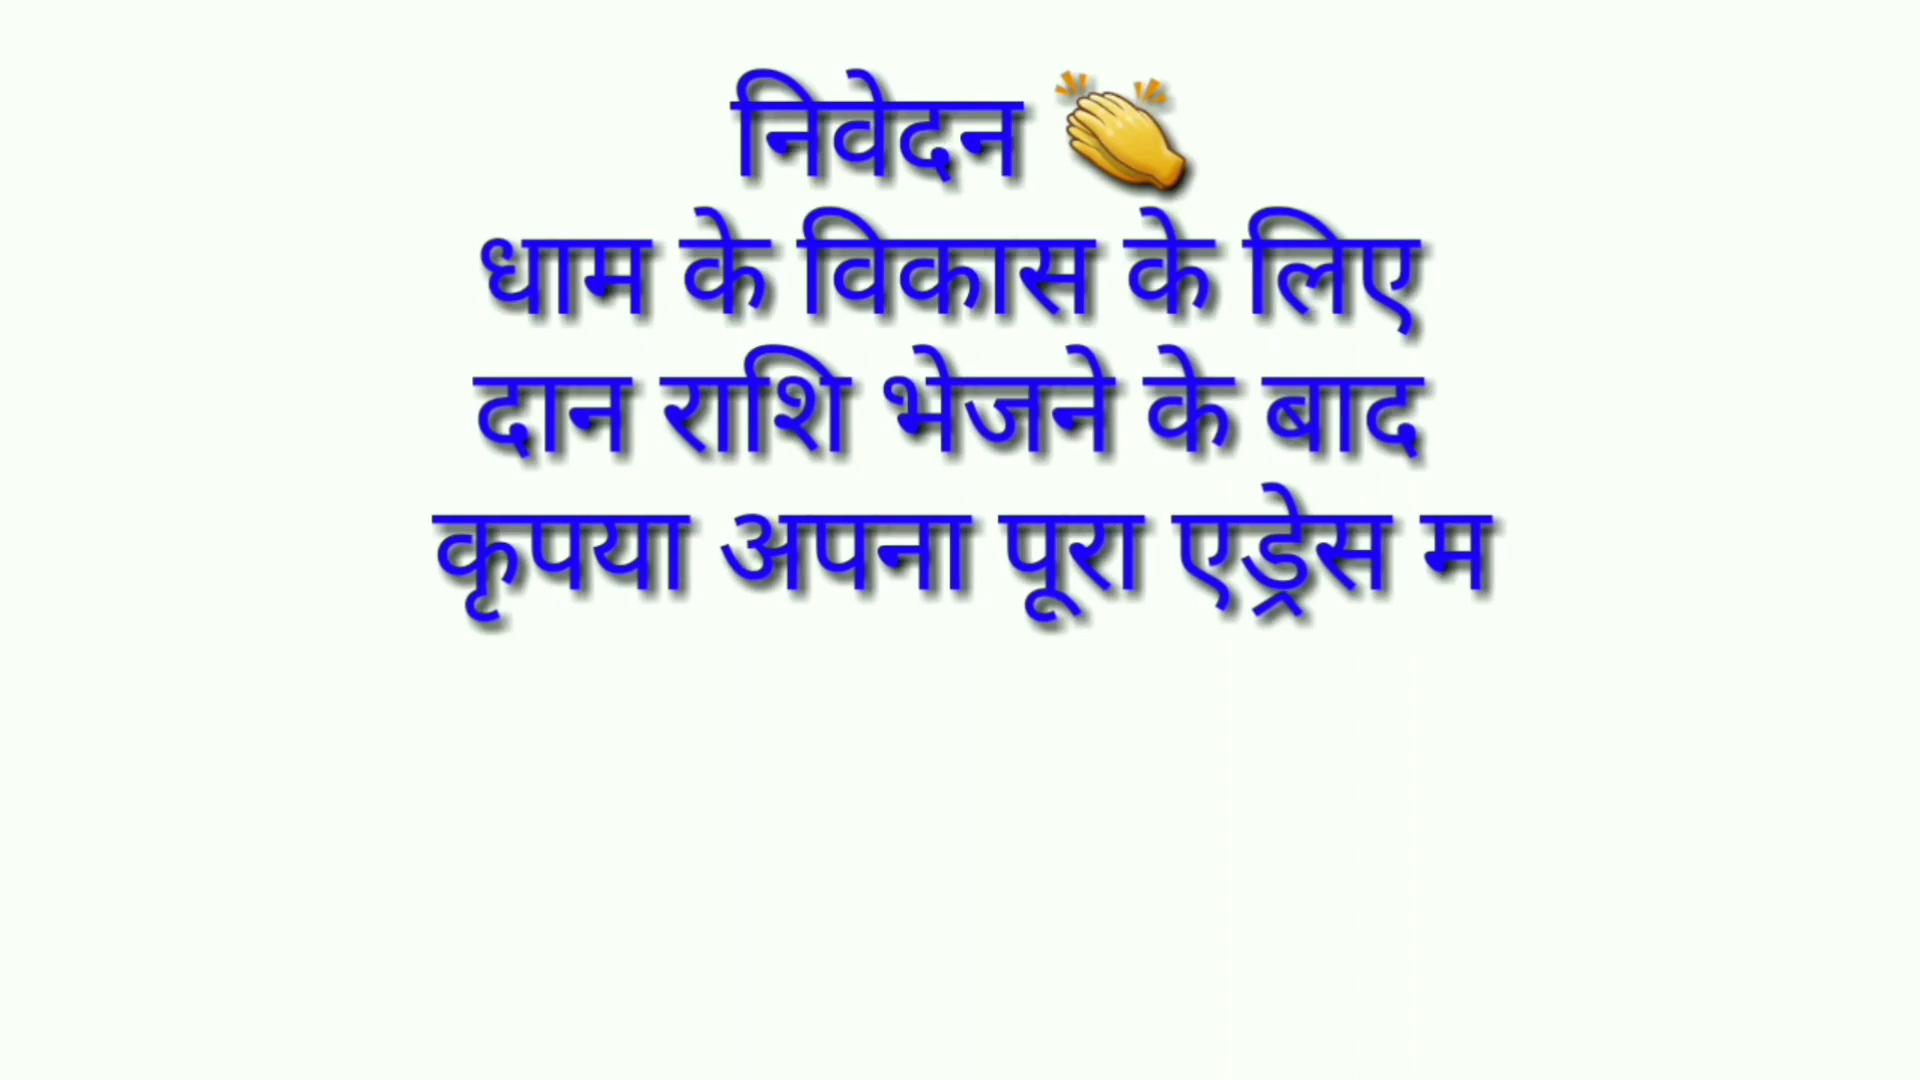 निवेदन 👏
धाम के विकास के लिए
दान राशि भेजने के बाद
कृपया अपना पूरा एड्रेस म